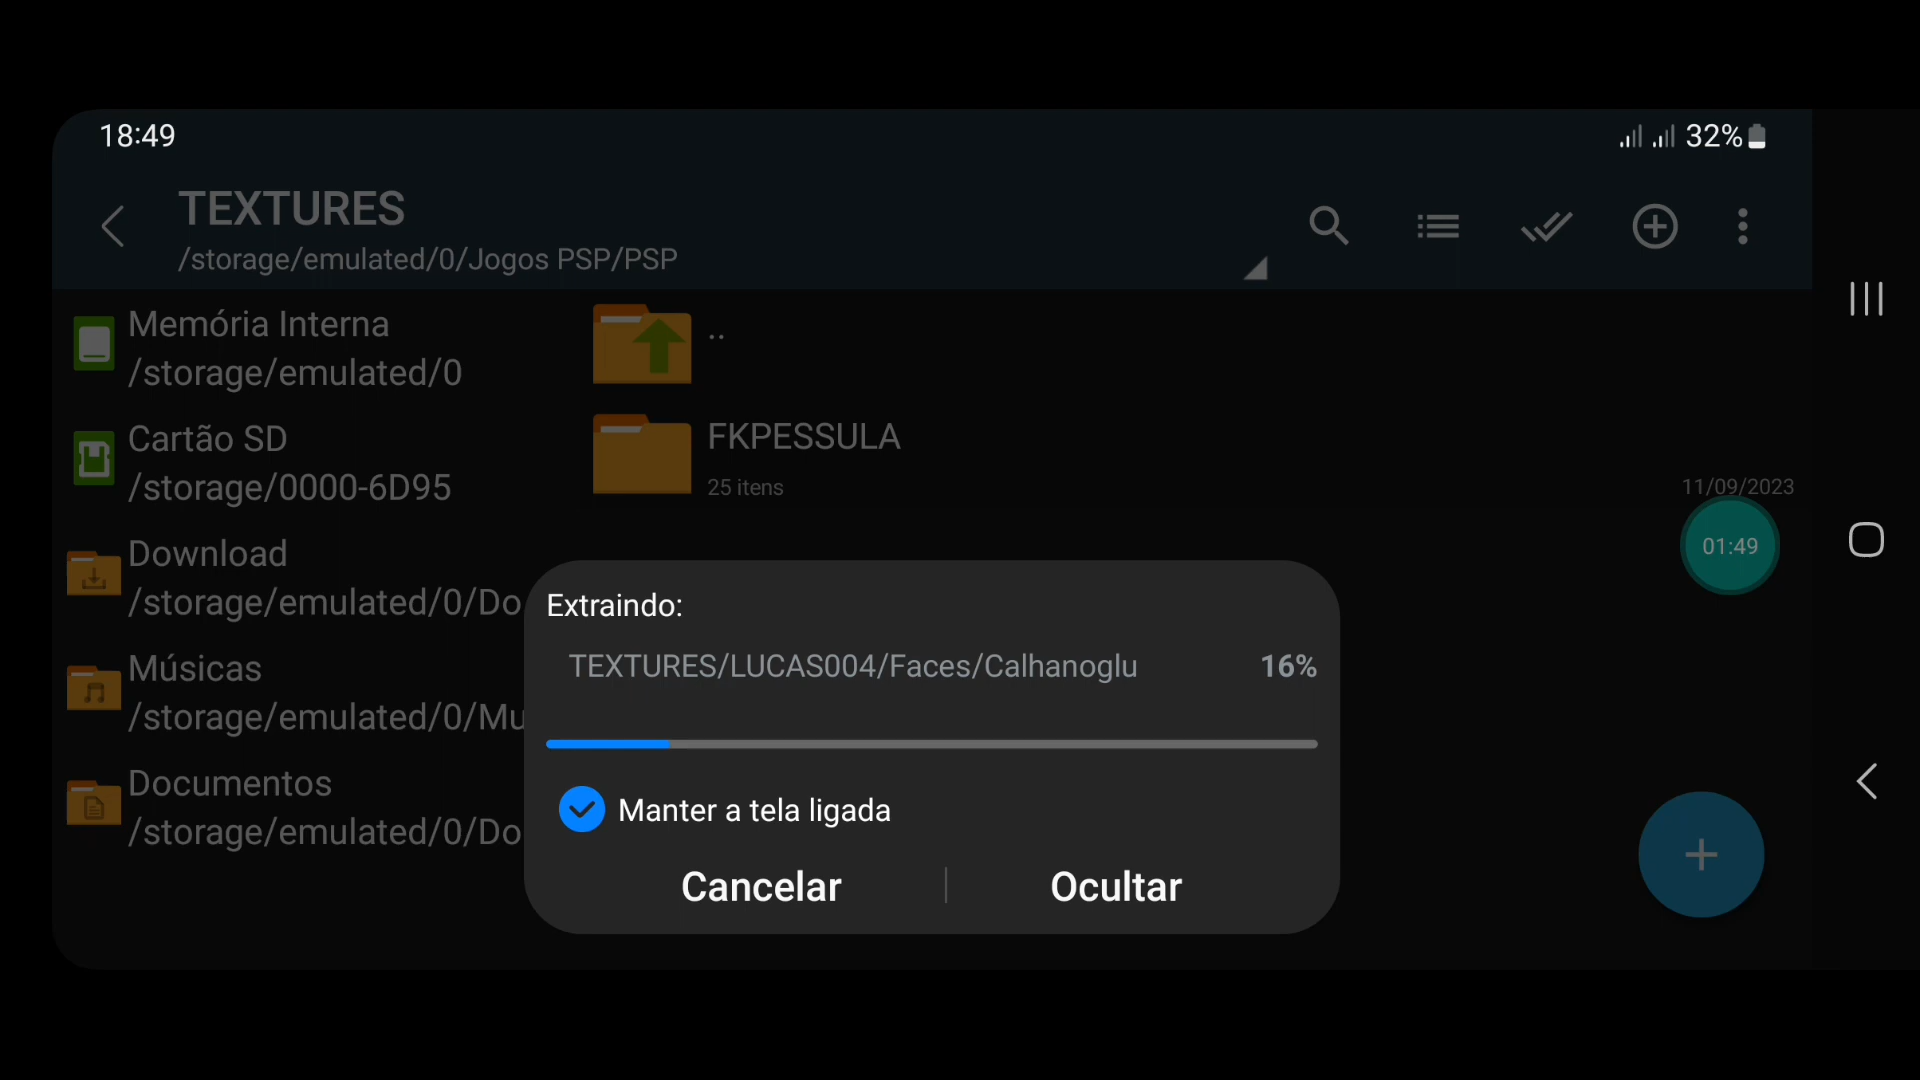 18:49
32%
TEXTURES
/storage/emulated/0/Jogos PSP/PSP
Memória Interna
/storage/emulated/0
Cartão SD
/storage/0000-6D95
Download
/storage/emulated/0/Do
Músicas
/storage/emulated/0/Mu
Documentos
/storage/emulated/0/Do
..
FKPESSULA
25 itens
11/09/2023
01:49
Extraindo:
TEXTURES/LUCAS004/Faces/Calhanoglu 16%
Manter a tela ligada
Cancelar
Ocultar